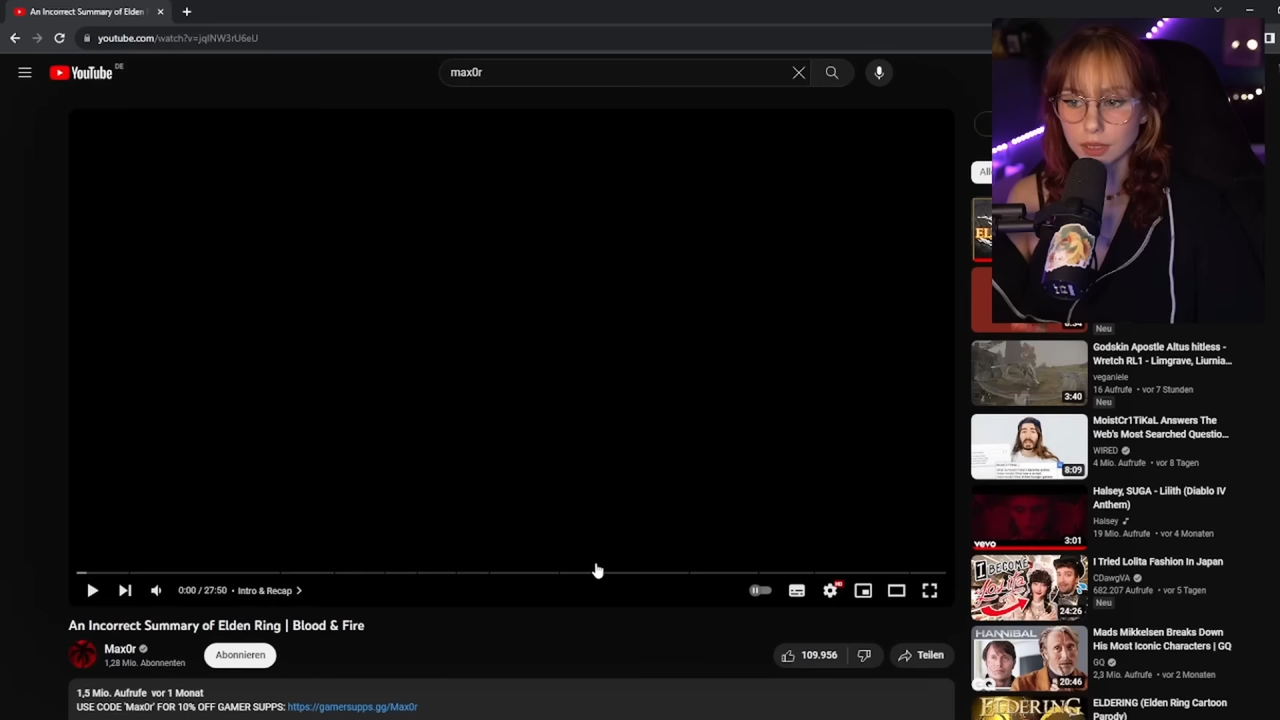 An Incorrect Summary of Elden
youtube.com/watch?v=jqlNW3rU6eU
YouTube DE
max0r
0:00 / 27:50 • Intro & Recap
An Incorrect Summary of Elden Ring | Blood & Fire
Max0r
1,28 Mio. Abonnenten
Abonnieren
109.956
Teilen
1,5 Mio. Aufrufe vor 1 Monat
USE CODE 'Max0r' FOR 10% OFF GAMER SUPPS: https://gamersupps.gg/Max0r
Neu
Godskin Apostle Altus hitless -
Wretch RL1 - Limgrave, Liurnia...
veganiele
16 Aufrufe • vor 7 Stunden
Neu
3:40
MoistCr1TiKaL Answers The
Web's Most Searched Questio...
WIRED
4 Mio. Aufrufe • vor 8 Tagen
8:09
Halsey, SUGA - Lilith (Diablo IV
Anthem)
Halsey
19 Mio. Aufrufe • vor 4 Monaten
vevo
3:01
I Tried Lolita Fashion In Japan
CDawgVA
682.207 Aufrufe • vor 5 Tagen
Neu
I BECOME
Lolita
24:26
Mads Mikkelsen Breaks Down
His Most Iconic Characters | GQ
GQ
2,3 Mio. Aufrufe • vor 2 Monaten
HANNIBAL
GQ
20:46
ELDERING (Elden Ring Cartoon
Parody)
ELDERING